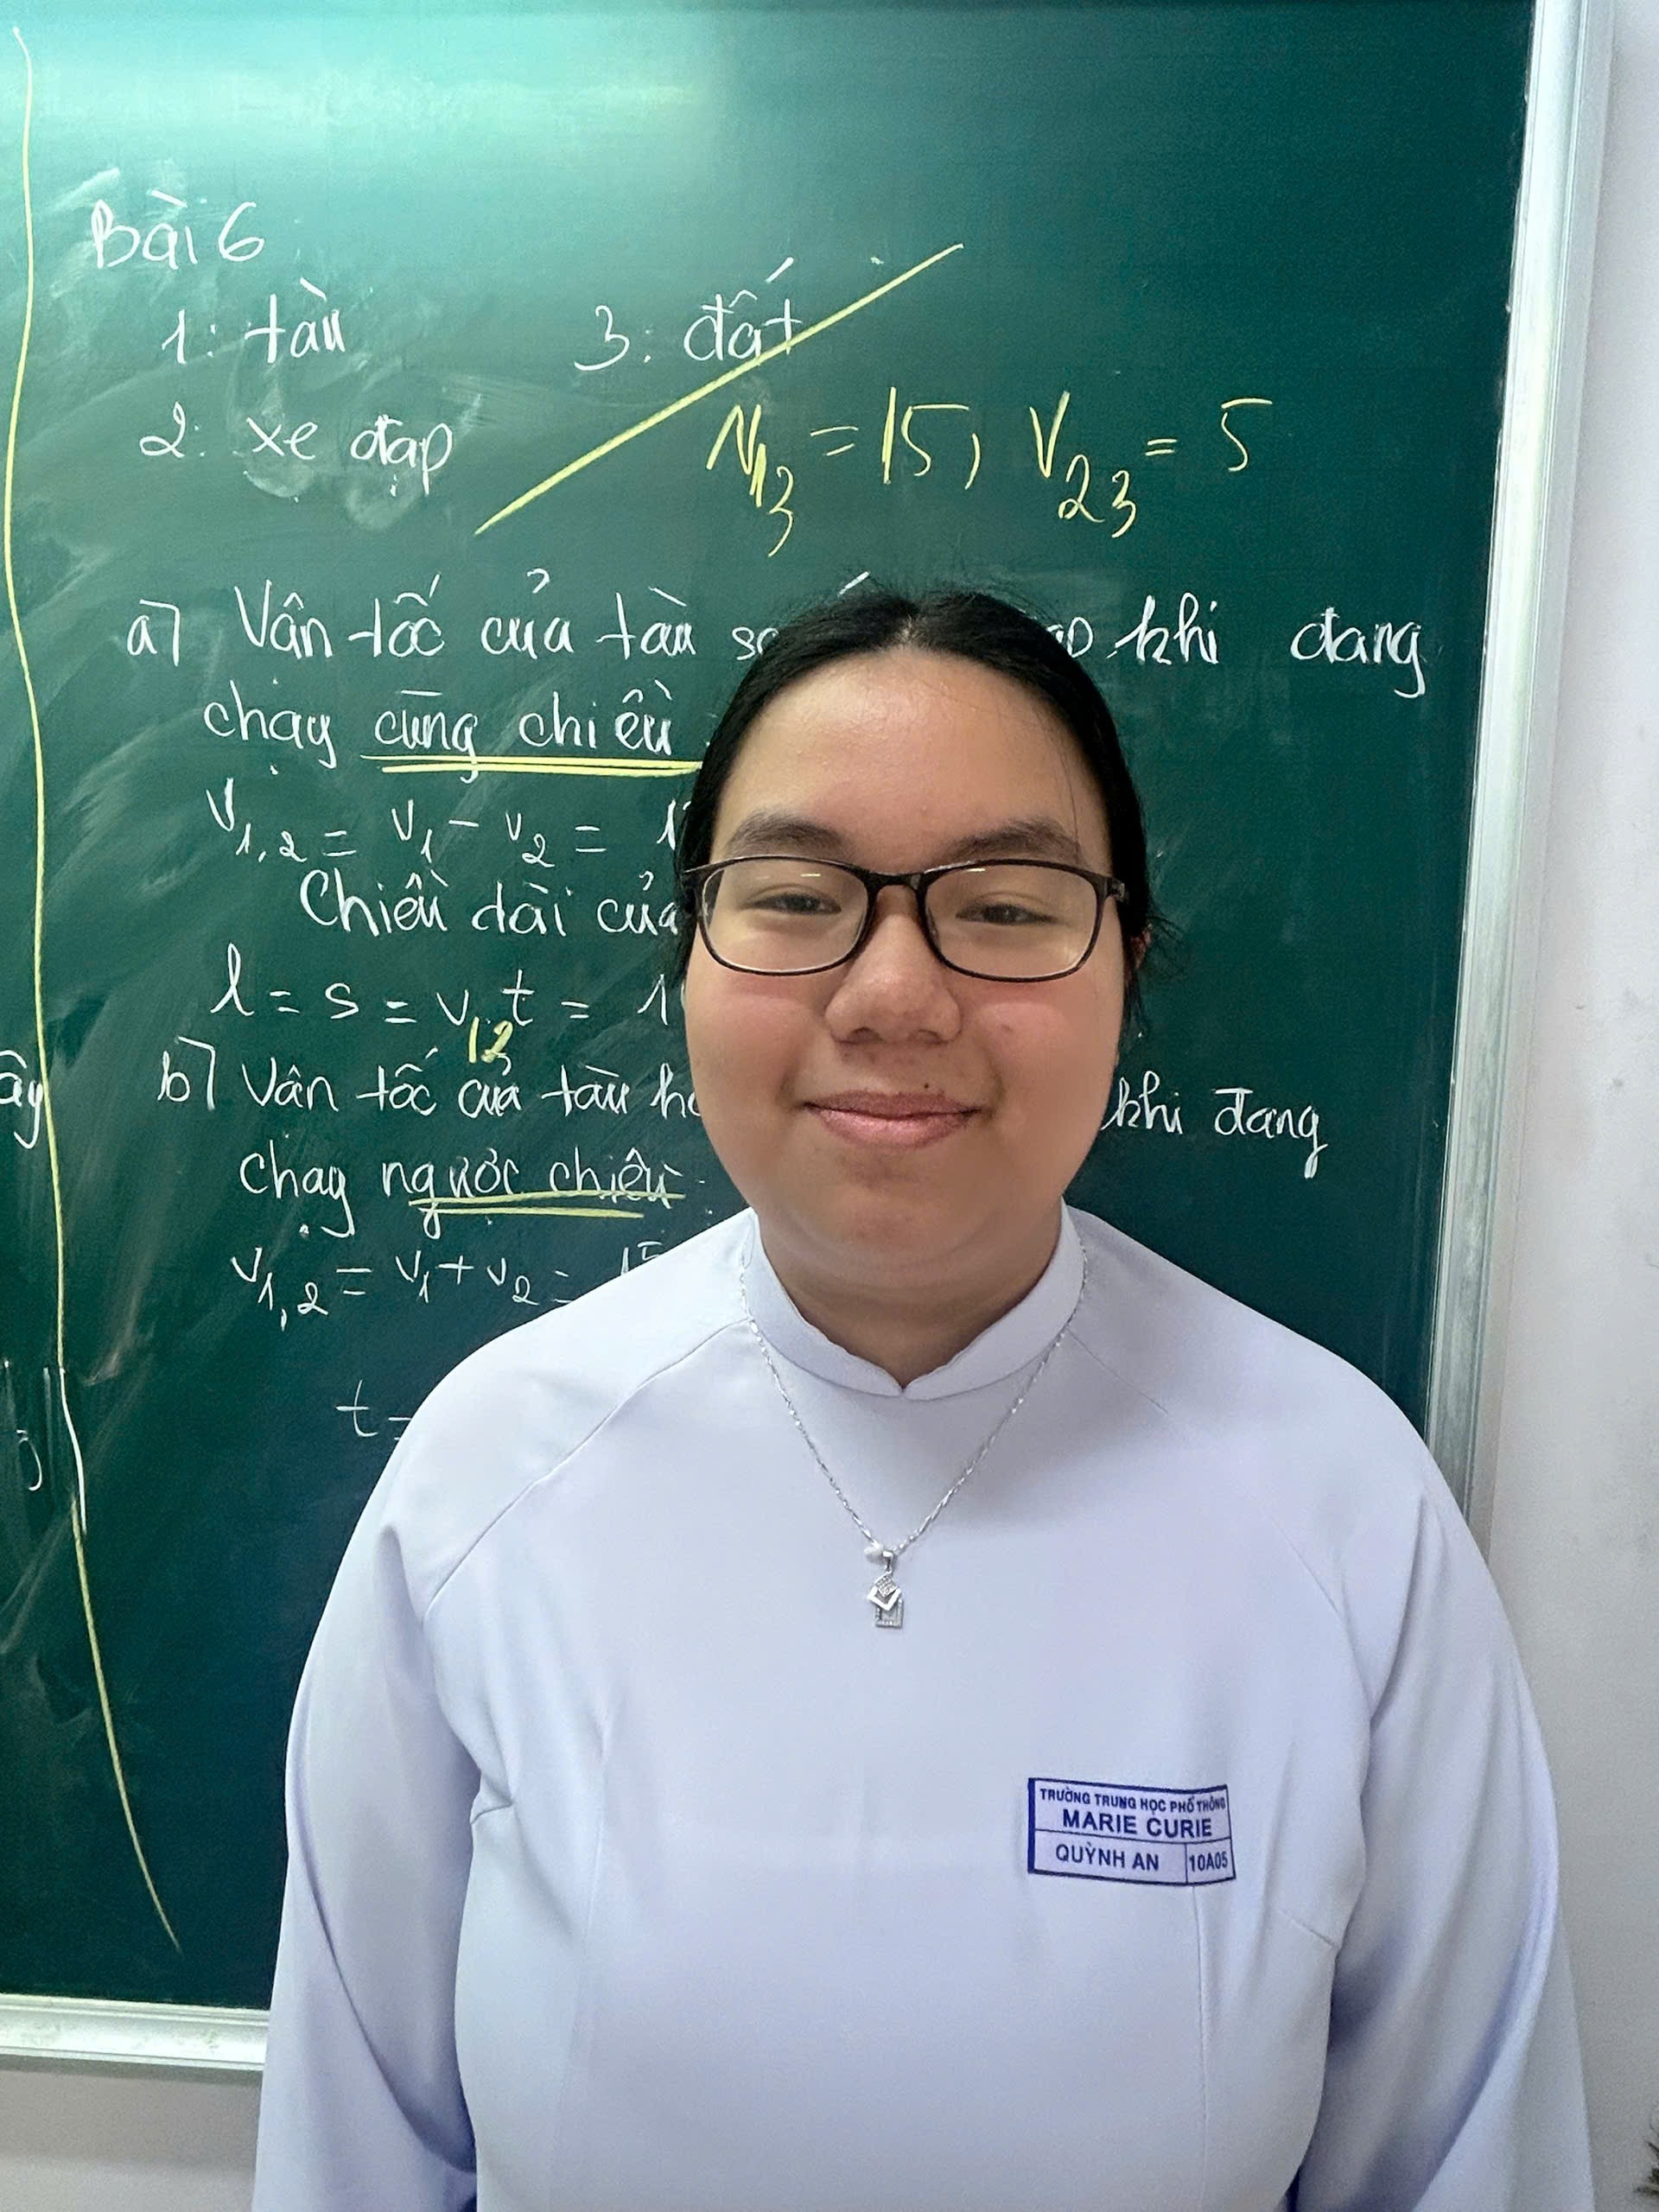 Bài 6
1: tàu 3: đất
2: xe đạp
v13 = 15, v23 = 5
a) Vận tốc của tàu khi đang
chạy cùng chiều
v1,2 = v1 - v2 =
Chiều dài của
l = s = v12 t =
b) Vận tốc của tàu khi đang
chạy ngược chiều
v1,2 = v1 + v2 = 15
t =
TRƯỜNG TRUNG HỌC PHỔ THÔNG
MARIE CURIE
QUỲNH AN 10A05